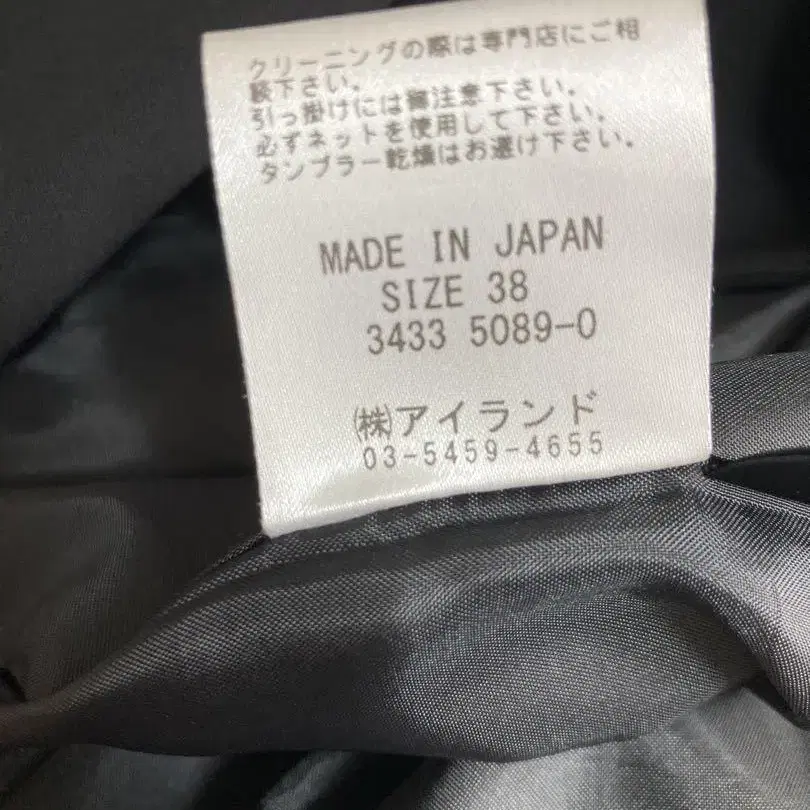 クリーニングの際は専門店にご相
談下さい。
引っ掛けには御注意下さい。
必ずネットを使用して下さい。
タンブラー乾燥はお避け下さい。
MADE IN JAPAN
SIZE 38
3433 5089-0
㈱アイランド
03-5459-4655